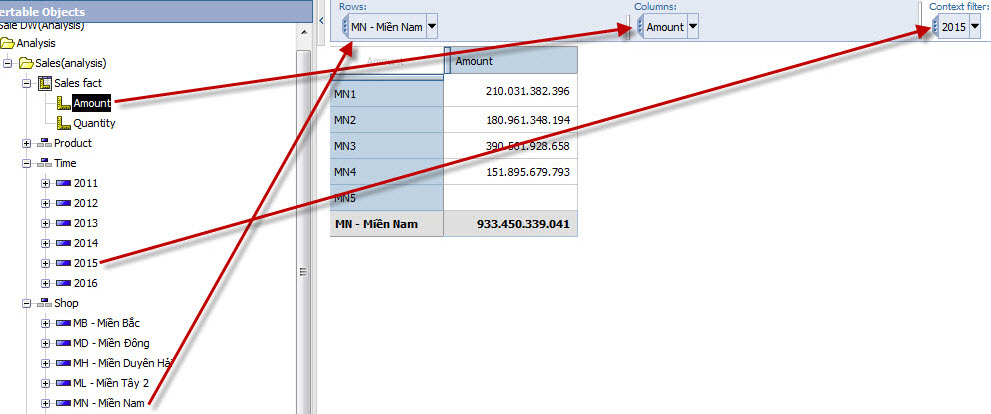 ertable Objects
Sale DW(Analysis)
Analysis
Sales(analysis)
Sales fact
Amount
Quantity
Product
Time
2011
2012
2013
2014
2015
2016
Shop
MB - Miền Bắc
MD - Miền Đông
MH - Miền Duyên Hải
ML - Miền Tây 2
MN - Miền Nam
Rows:
MN - Miền Nam
Columns:
Amount
Context filter:
2015
Amount Amount
MN1 210.031.382.396
MN2 180.961.348.194
MN3 390.561.928.658
MN4 151.895.679.793
MN5
MN - Miền Nam 933.450.339.041